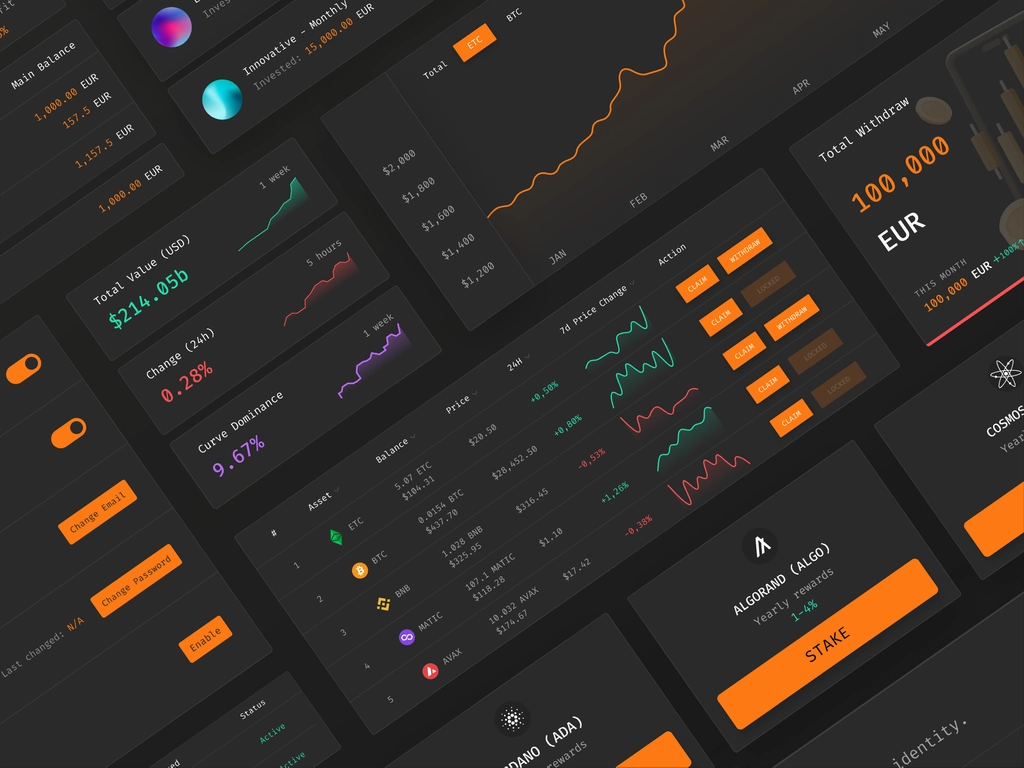 fit
Main Balance
1,000.00 EUR
157.5 EUR
1,157.5 EUR
1,000.00 EUR
Innovative – Monthly
Invested: 15,000.00 EUR
Total
ETC
BTC
$2,000
$1,800
$1,600
$1,400
$1,200
JAN
FEB
MAR
APR
MAY
Total Withdraw
100,000
EUR
THIS MONTH
100,000 EUR +100%
Total Value (USD)
$214.05b
1 week
Change (24h)
0.28%
5 hours
Curve Dominance
9.67%
1 week
# Asset Balance Price 24H 7d Price Change Action
1 ETC 5.07 ETC $104.31 $20.50 +0,50% CLAIM WITHDRAW
2 BTC 0.0154 BTC $437.70 $28,452.50 +0,80% CLAIM LOCKED
3 BNB 1.028 BNB $325.95 $316.45 -0,53% CLAIM WITHDRAW
4 MATIC 107.1 MATIC $118.28 $1.10 +1,26% CLAIM LOCKED
5 AVAX 10,032 AVAX $174.67 $17.42 -0,38% CLAIM LOCKED
Change Email
Change Password
Last changed: N/A
Enable
Status
Active
Active
DANO (ADA)
rewards
ALGORAND (ALGO)
Yearly rewards
1-4%
STAKE
COSMOS
identity.